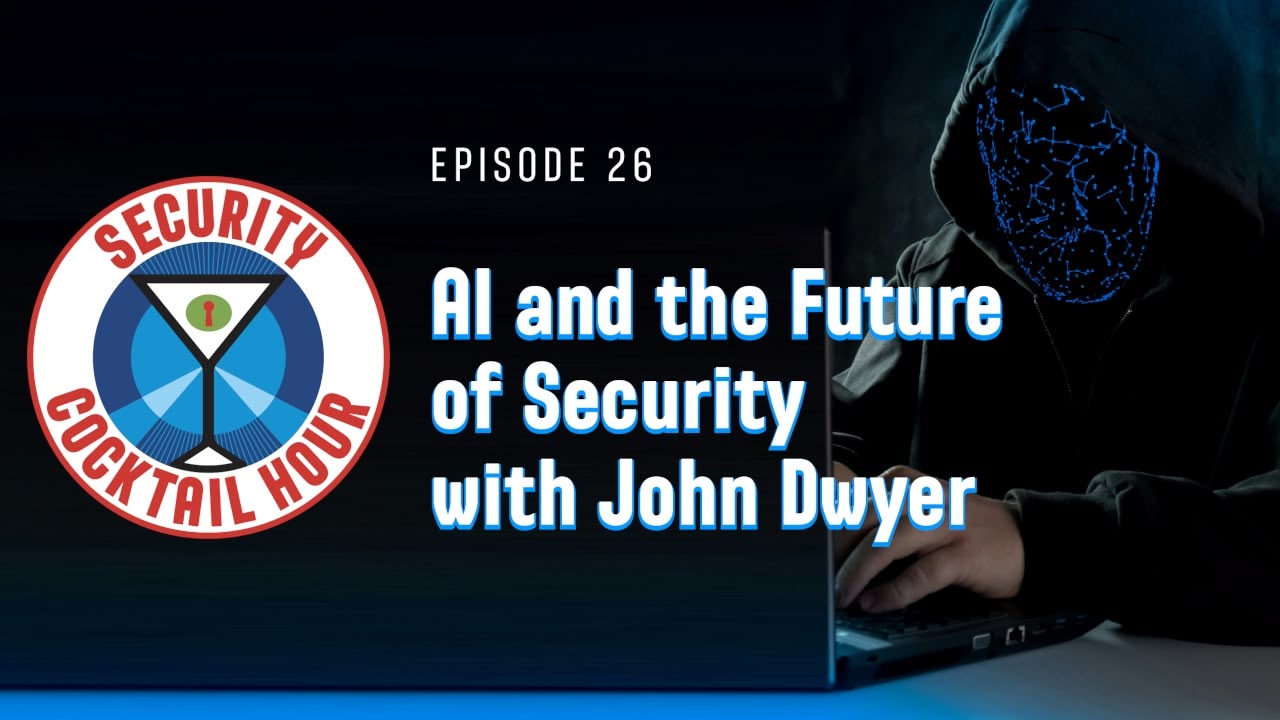 SECURITY
COCKTAIL HOUR
EPISODE 26
AI and the Future
of Security
with John Dwyer